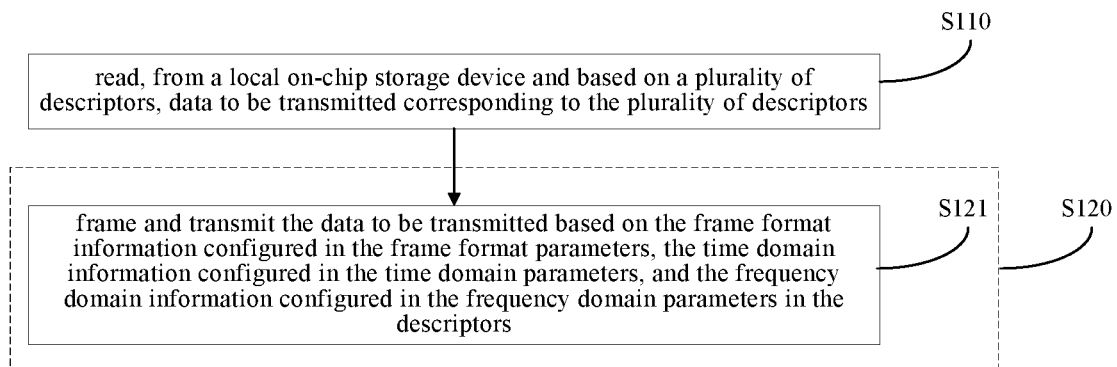 S110
read, from a local on-chip storage device and based on a plurality of
descriptors, data to be transmitted corresponding to the plurality of descriptors
S121
S120
frame and transmit the data to be transmitted based on the frame format
information configured in the frame format parameters, the time domain
information configured in the time domain parameters, and the frequency
domain information configured in the frequency domain parameters in the
descriptors